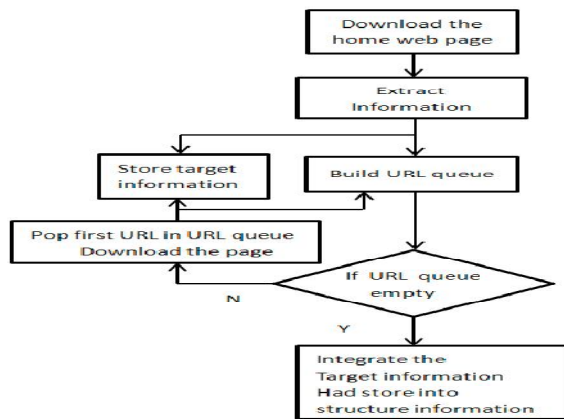 Download the
home web page
Extract
Information
Store target
information
Build URL queue
Pop first URL in URL queue
Download the page
If URL queue
empty
N
Y
Integrate the
Target information
Had store into
structure information